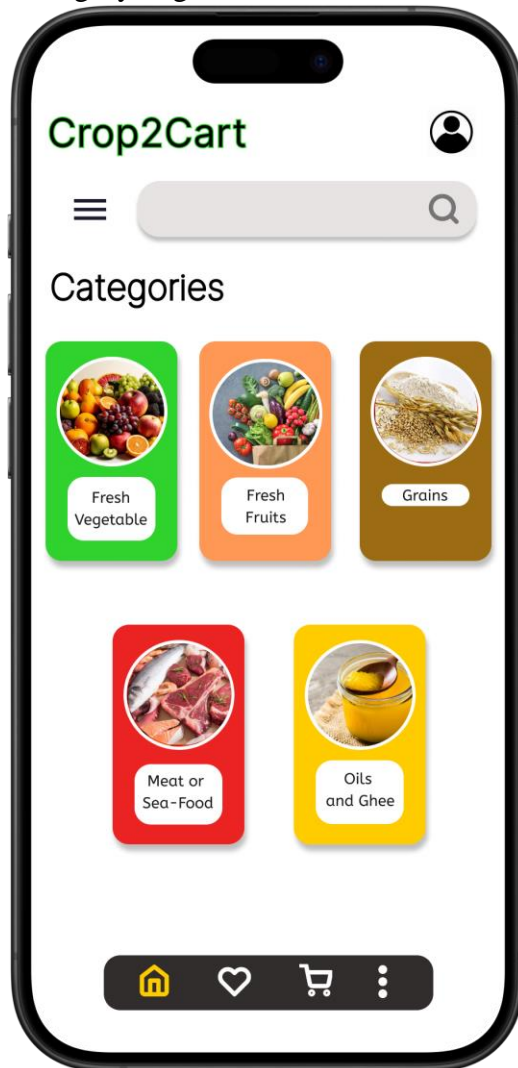 Crop2Cart
Categories
Fresh
Vegetable
Fresh
Fruits
Grains
Meat or
Sea-Food
Oils
and Ghee